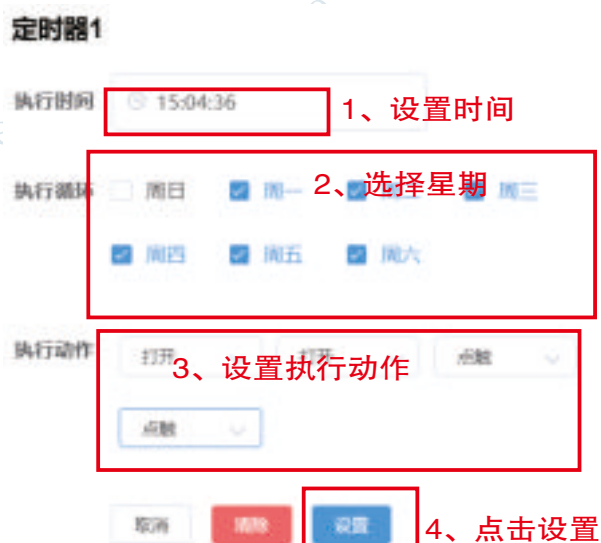 定时器1
执行时间 15:04:36 1、设置时间
执行循环 周日 周一 2、选择星期 周三
周四 周五 周六
执行动作 打开 3、设置执行动作 打开 点触
点触
取消 清除 设置 4、点击设置